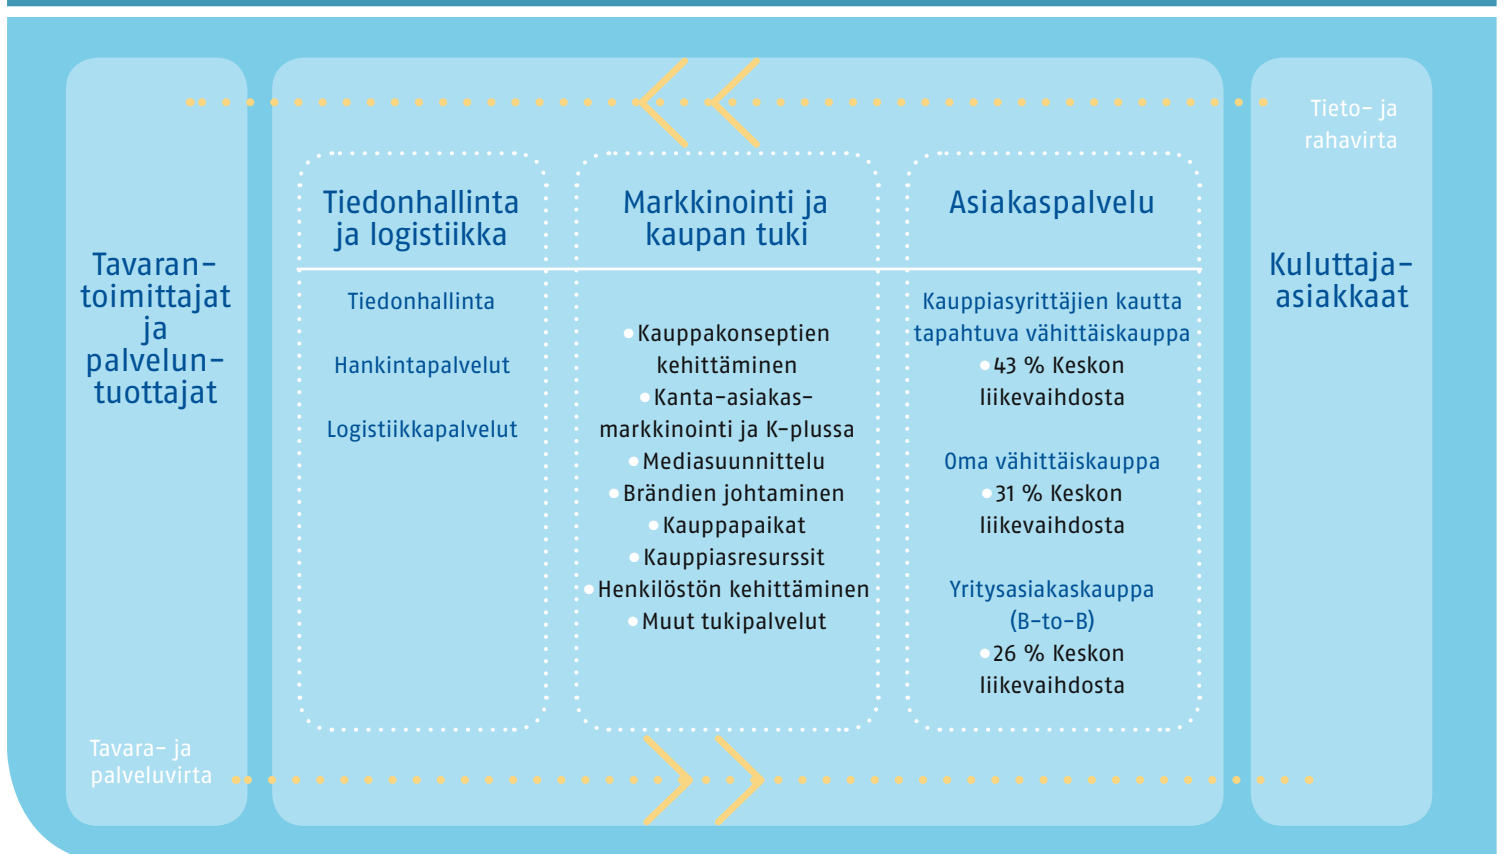 Tieto- ja
rahavirta
Tavaran-
toimittajat
ja
palvelun-
tuottajat
Tiedonhallinta
ja logistiikka
Tiedonhallinta
Hankintapalvelut
Logistiikkapalvelut
Markkinointi ja
kaupan tuki
• Kauppakonseptien
kehittäminen
• Kanta-asiakas-
markkinointi ja K-plussa
• Mediasuunnittelu
• Brändien johtaminen
• Kauppapaikat
• Kauppiasresurssit
• Henkilöstön kehittäminen
• Muut tukipalvelut
Asiakaspalvelu
Kauppiasyrittäjien kautta
tapahtuva vähittäiskauppa
• 43 % Keskon
liikevaihdosta
Oma vähittäiskauppa
• 31 % Keskon
liikevaihdosta
Yritysasiakaskauppa
(B-to-B)
• 26 % Keskon
liikevaihdosta
Kuluttaja-
asiakkaat
Tavara- ja
palveluvirta